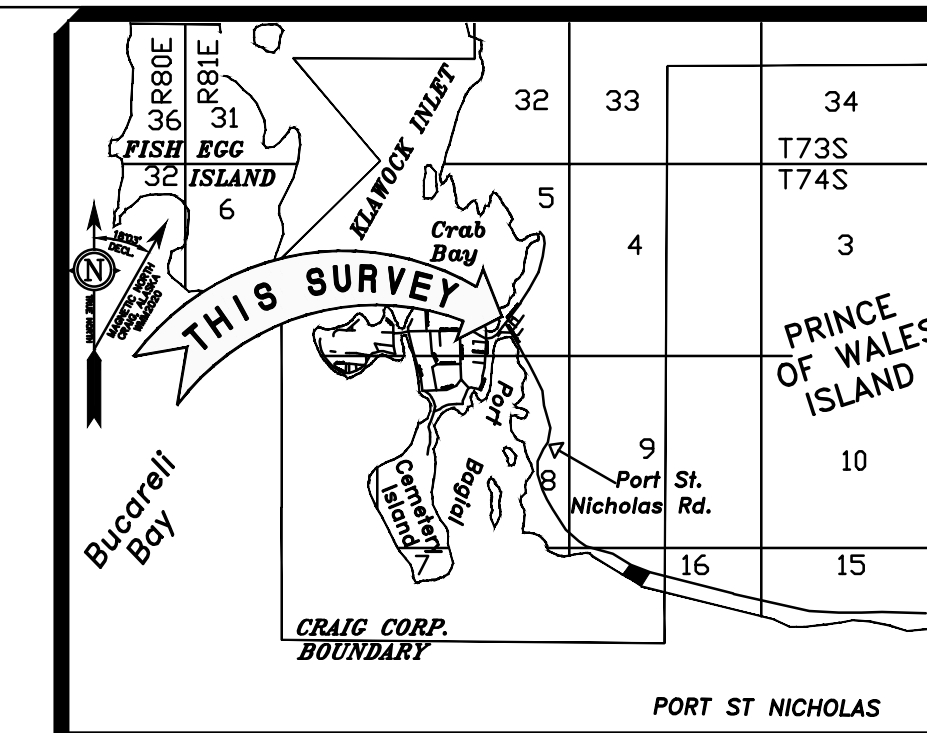 R80E
R81E
36
31
FISH EGG
ISLAND
32
6
KLAWOCK INLET
32
33
34
T73S
T74S
5
4
3
Crab
Bay
DECL.
N
TRUE NORTH
MAGNETIC NORTH
CRAIG, ALASKA
WMM2020
THIS SURVEY
PRINCE
OF WALES
ISLAND
Port
Bagial
9
8
10
Port St.
Nicholas Rd.
Bucareli
Bay
Cemetery
Island
7
16
15
CRAIG CORP.
BOUNDARY
PORT ST NICHOLAS